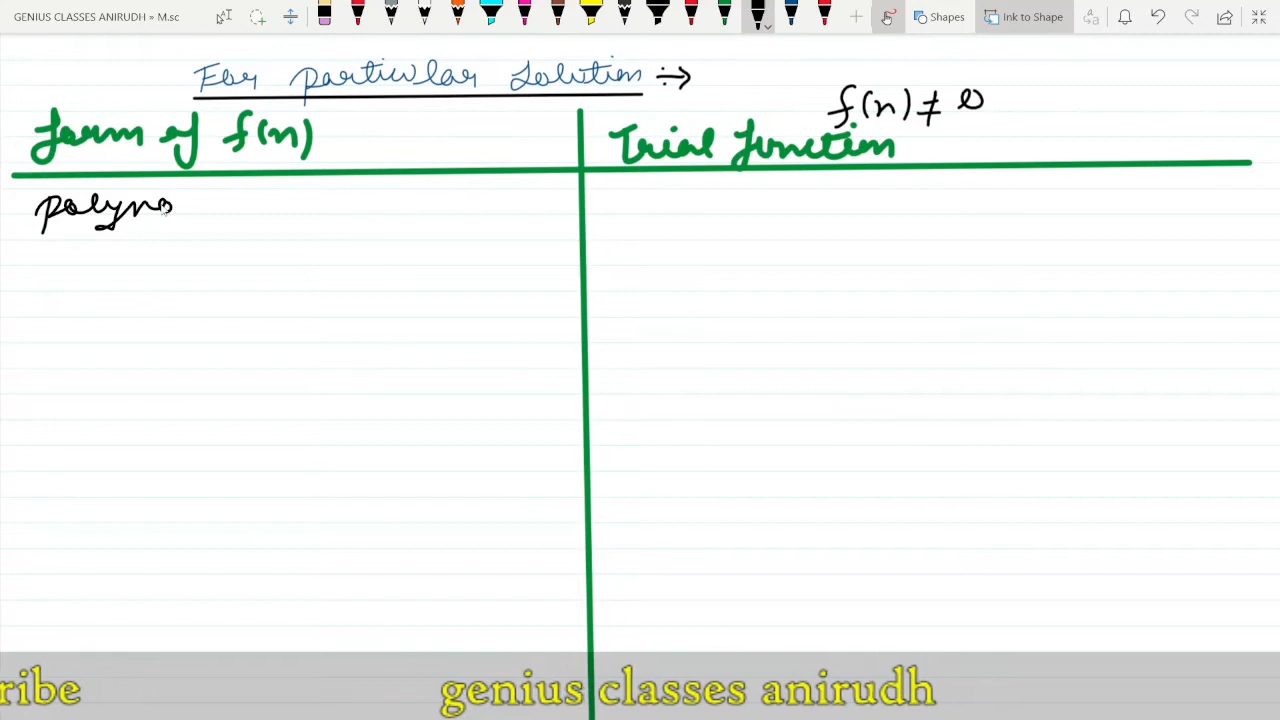 GENIUS CLASSES ANIRUDH » M.sc
Shapes
Ink to Shape
For particular solution ÷>
f(n) ≠ 0
form of f(n)
Trial function
polyno
ribe
genius classes anirudh